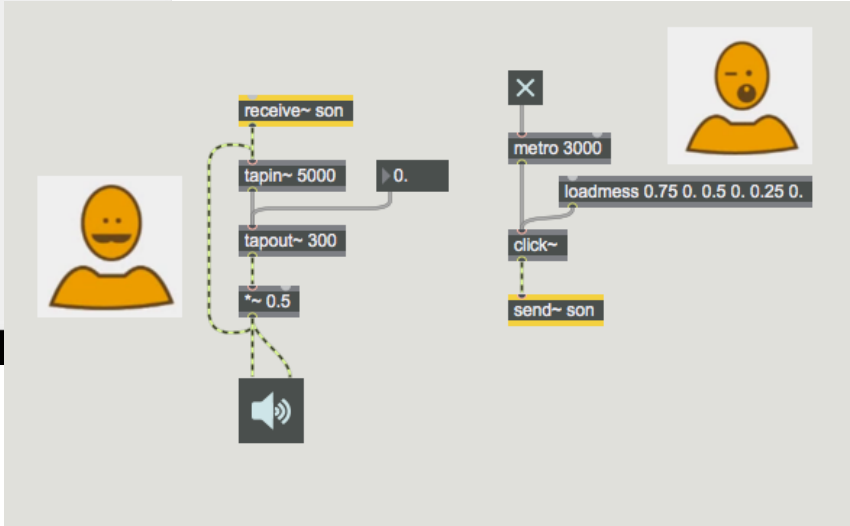 receive~ son
tapin~ 5000
0.
tapout~ 300
*~ 0.5
metro 3000
loadmess 0.75 0. 0.5 0. 0.25 0.
click~
send~ son